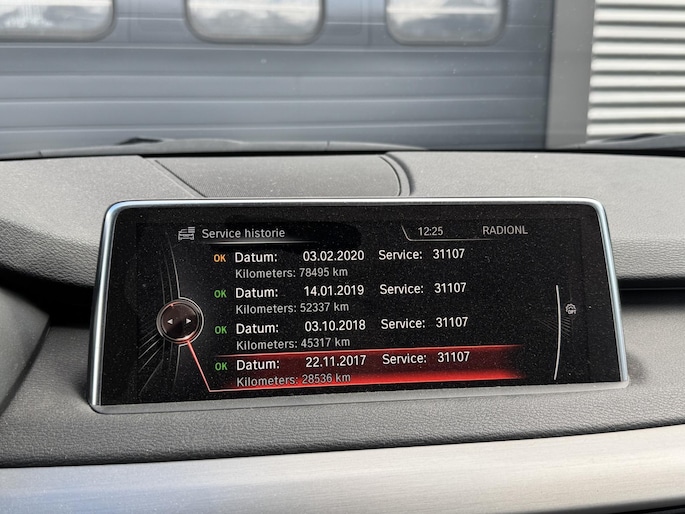 Service historie 12:25 RADIONL
OK Datum: 03.02.2020 Service: 31107
Kilometers: 78495 km
OK Datum: 14.01.2019 Service: 31107
Kilometers: 52337 km
OK Datum: 03.10.2018 Service: 31107
Kilometers: 45317 km
OK Datum: 22.11.2017 Service: 31107
Kilometers: 28536 km